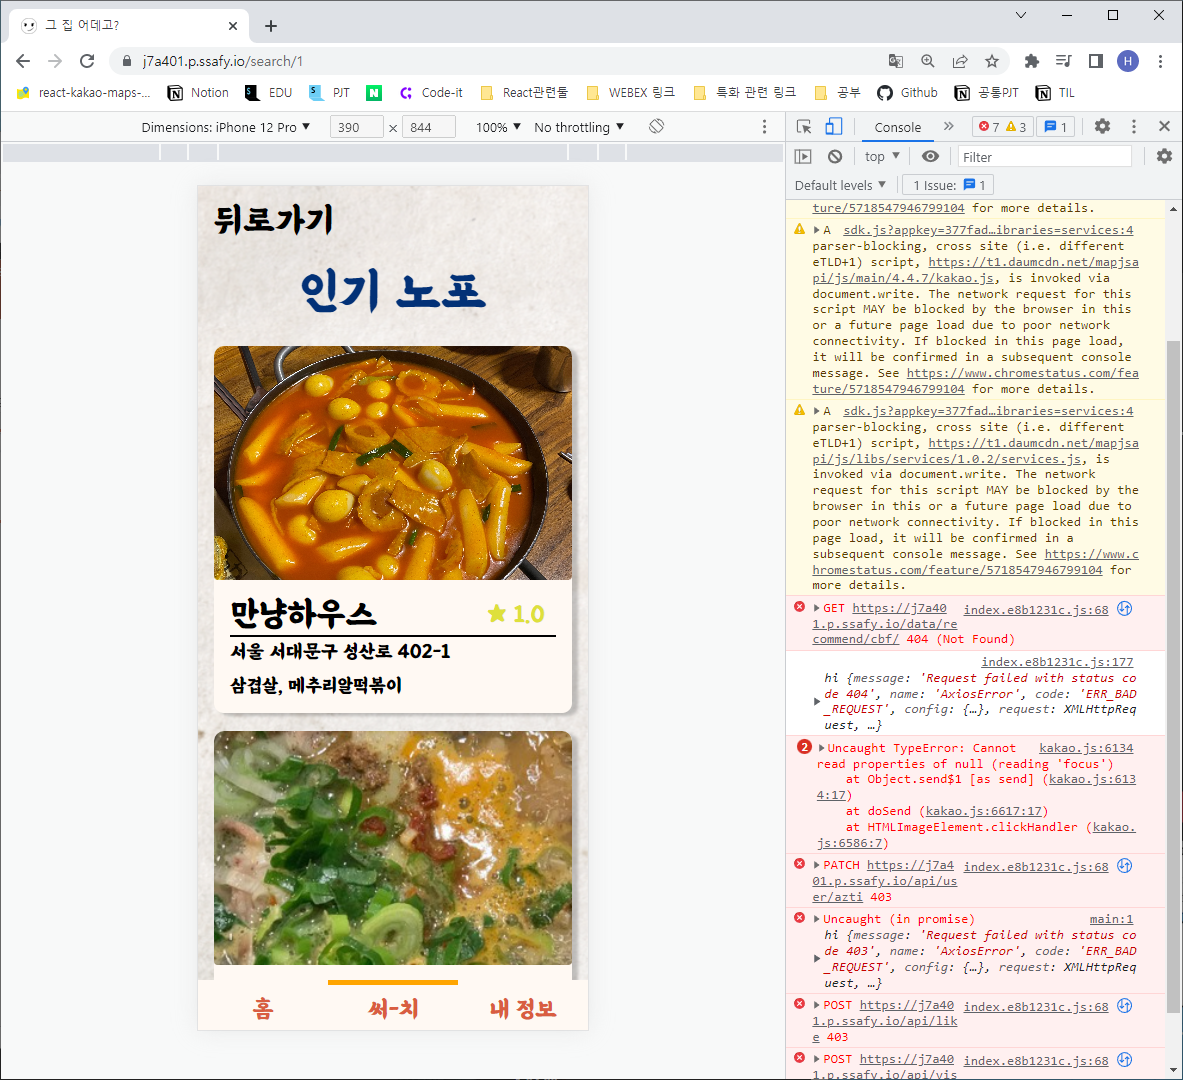 그 집 어데고?
j7a401.p.ssafy.io/search/1
H
react-kakao-maps-...
Notion
EDU
PJT
Code-it
React관련툴
WEBEX 링크
특화 관련 링크
공부
Github
공통PJT
TIL
Dimensions: iPhone 12 Pro ▼
390 × 844
100% ▼
No throttling ▼
Console
7
3
1
top ▼
Filter
Default levels ▼
1 Issue: 1
뒤로가기
인기 노포
만냥하우스
★ 1.0
서울 서대문구 성산로 402-1
삼겹살, 메추리알떡볶이
홈
써-치
내 정보
ture/5718547946799104 for more details.
▶A sdk.js?appkey=377fad…ibraries=services:4
parser-blocking, cross site (i.e. different
eTLD+1) script, https://t1.daumcdn.net/mapjsa
pi/js/main/4.4.7/kakao.js, is invoked via
document.write. The network request for this
script MAY be blocked by the browser in this
or a future page load due to poor network
connectivity. If blocked in this page load,
it will be confirmed in a subsequent console
message. See https://www.chromestatus.com/fea
ture/5718547946799104 for more details.
▶A sdk.js?appkey=377fad…ibraries=services:4
parser-blocking, cross site (i.e. different
eTLD+1) script, https://t1.daumcdn.net/mapjsa
pi/js/libs/services/1.0.2/services.js, is
invoked via document.write. The network
request for this script MAY be blocked by the
browser in this or a future page load due to
poor network connectivity. If blocked in this
page load, it will be confirmed in a
subsequent console message. See https://www.c
hromestatus.com/feature/5718547946799104 for
more details.
▶GET https://j7a40 index.e8b1231c.js:68
1.p.ssafy.io/data/re
commend/cbf/ 404 (Not Found)
index.e8b1231c.js:177
hi {message: 'Request failed with status co
de 404', name: 'AxiosError', code: 'ERR_BAD
▶_REQUEST', config: {…}, request: XMLHttpReq
uest, …}
2 ▶Uncaught TypeError: Cannot kakao.js:6134
read properties of null (reading 'focus')
at Object.send$1 [as send] (kakao.js:613
4:17)
at doSend (kakao.js:6617:17)
at HTMLImageElement.clickHandler (kakao.
js:6586:7)
▶PATCH https://j7a4 index.e8b1231c.js:68
01.p.ssafy.io/api/us
er/azti 403
▶Uncaught (in promise) main:1
hi {message: 'Request failed with status co
de 403', name: 'AxiosError', code: 'ERR_BAD
▶_REQUEST', config: {…}, request: XMLHttpReq
uest, …}
▶POST https://j7a40 index.e8b1231c.js:68
1.p.ssafy.io/api/lik
e 403
▶POST https://j7a40 index.e8b1231c.js:68
1.p.ssafy.io/api/vis